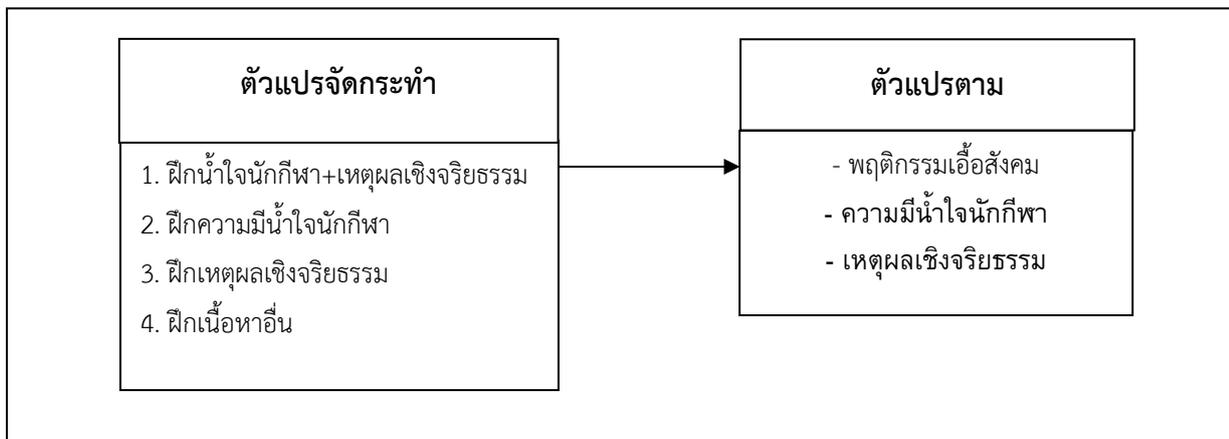 ตัวแปรจัดกระทำ
1. ฝึกน้ำใจนักกีฬา+เหตุผลเชิงจริยธรรม
2. ฝึกความมีน้ำใจนักกีฬา
3. ฝึกเหตุผลเชิงจริยธรรม
4. ฝึกเนื้อหาอื่น
ตัวแปรตาม
- พฤติกรรมเอื้อสังคม
- ความมีน้ำใจนักกีฬา
- เหตุผลเชิงจริยธรรม